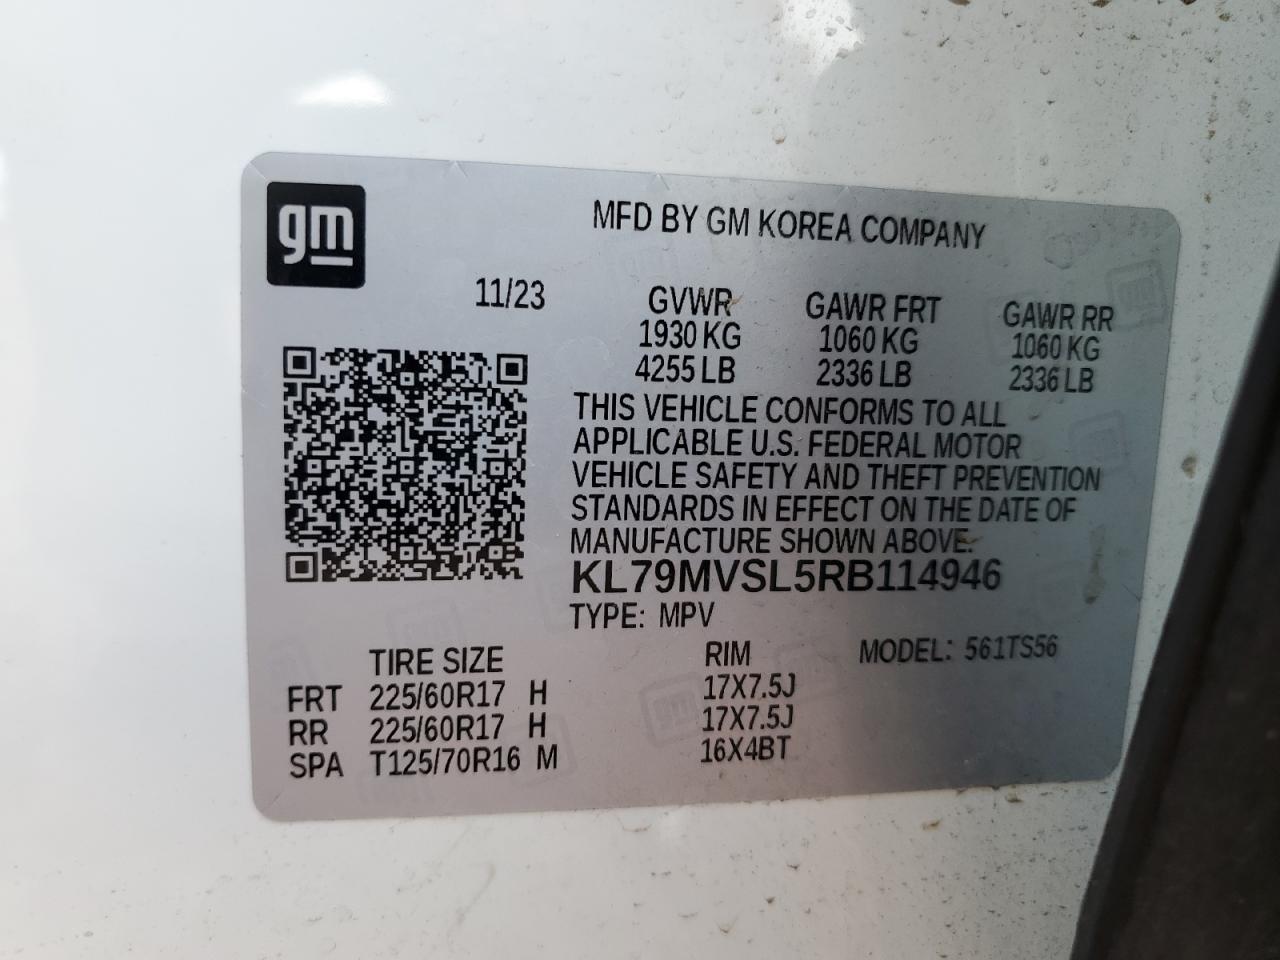 gm
MFD BY GM KOREA COMPANY
11/23
GVWR GAWR FRT GAWR RR
1930 KG 1060 KG 1060 KG
4255 LB 2336 LB 2336 LB
THIS VEHICLE CONFORMS TO ALL
APPLICABLE U.S. FEDERAL MOTOR
VEHICLE SAFETY AND THEFT PREVENTION
STANDARDS IN EFFECT ON THE DATE OF
MANUFACTURE SHOWN ABOVE.
KL79MVSL5RB114946
TYPE: MPV
TIRE SIZE RIM MODEL: 561TS56
FRT 225/60R17 H 17X7.5J
RR 225/60R17 H 17X7.5J
SPA T125/70R16 M 16X4BT